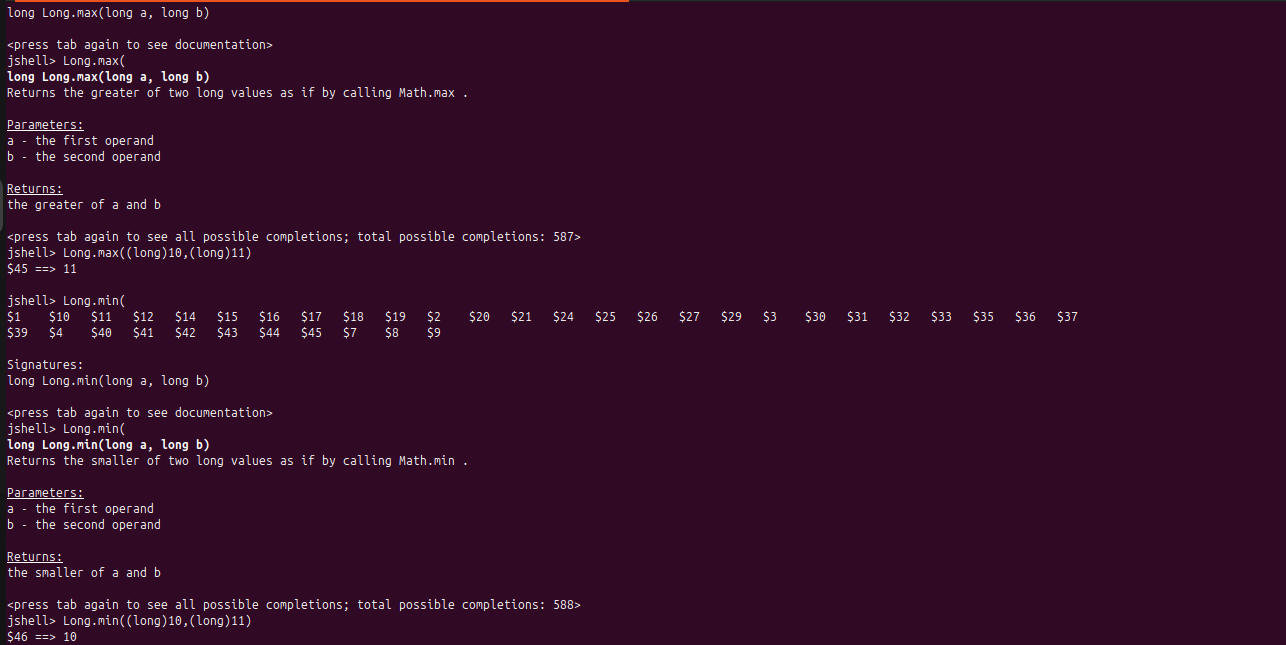 long Long.max(long a, long b)
<press tab again to see documentation>
jshell> Long.max(
long Long.max(long a, long b)
Returns the greater of two long values as if by calling Math.max .
Parameters:
a - the first operand
b - the second operand
Returns:
the greater of a and b
<press tab again to see all possible completions; total possible completions: 587>
jshell> Long.max((long)10,(long)11)
$45 ==> 11
jshell> Long.min(
$1 $10 $11 $12 $14 $15 $16 $17 $18 $19 $2 $20 $21 $24 $25 $26 $27 $29 $3 $30 $31 $32 $33 $35 $36 $37
$39 $4 $40 $41 $42 $43 $44 $45 $7 $8 $9
Signatures:
long Long.min(long a, long b)
<press tab again to see documentation>
jshell> Long.min(
long Long.min(long a, long b)
Returns the smaller of two long values as if by calling Math.min .
Parameters:
a - the first operand
b - the second operand
Returns:
the smaller of a and b
<press tab again to see all possible completions; total possible completions: 588>
jshell> Long.min((long)10,(long)11)
$46 ==> 10